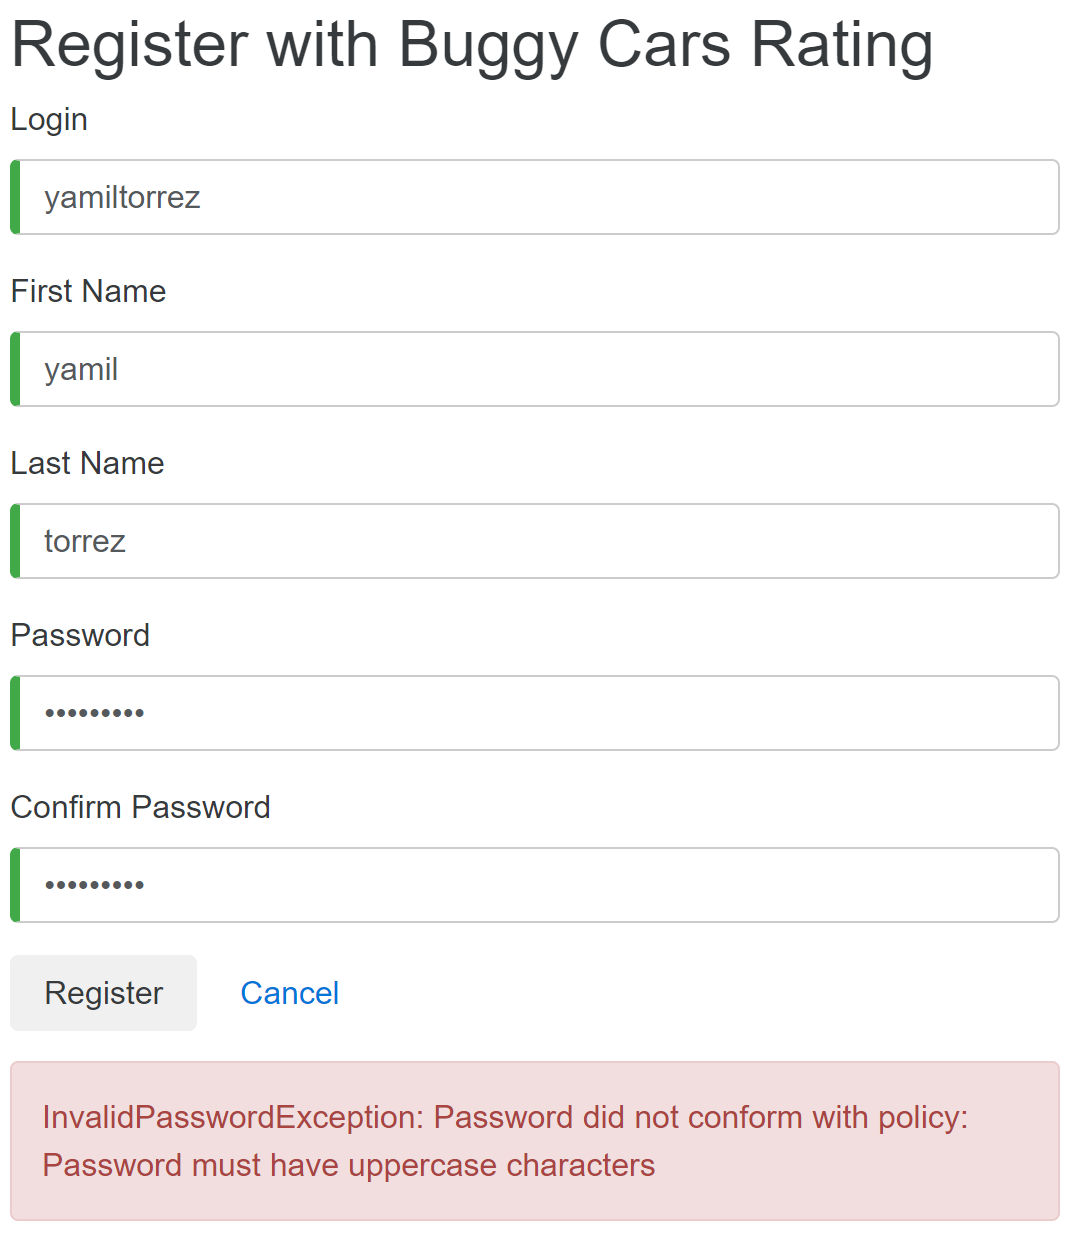 Register with Buggy Cars Rating
Login
yamiltorrez
First Name
yamil
Last Name
torrez
Password
•••••••••
Confirm Password
•••••••••
Register Cancel
InvalidPasswordException: Password did not conform with policy:
Password must have uppercase characters